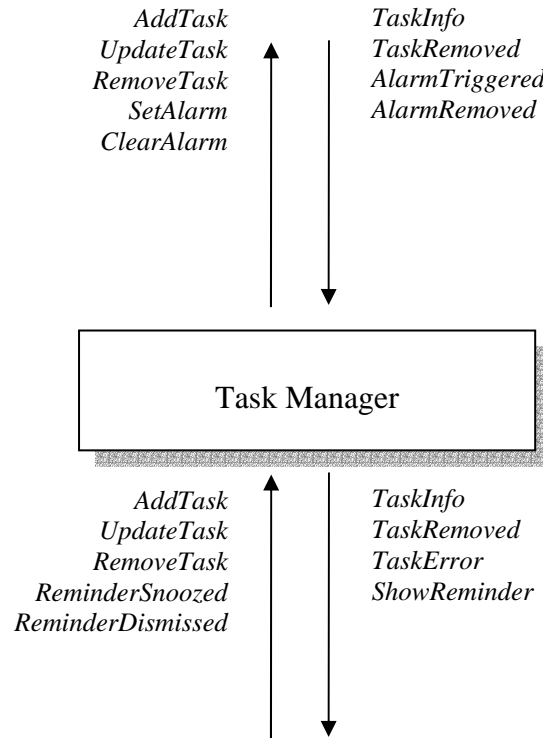 AddTask
UpdateTask
RemoveTask
SetAlarm
ClearAlarm
TaskInfo
TaskRemoved
AlarmTriggered
AlarmRemoved
Task Manager
AddTask
UpdateTask
RemoveTask
ReminderSnoozed
ReminderDismissed
TaskInfo
TaskRemoved
TaskError
ShowReminder